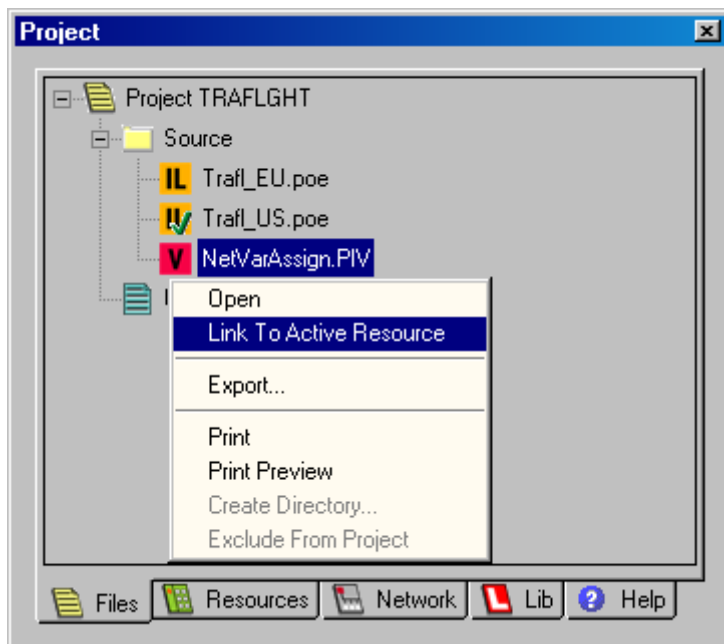 Project
Project TRAFLGHT
Source
IL Trafl_EU.poe
IL Trafl_US.poe
V NetVarAssign.PIV
Open
Link To Active Resource
Export...
Print
Print Preview
Create Directory...
Exclude From Project
Files Resources Network L Lib ? Help